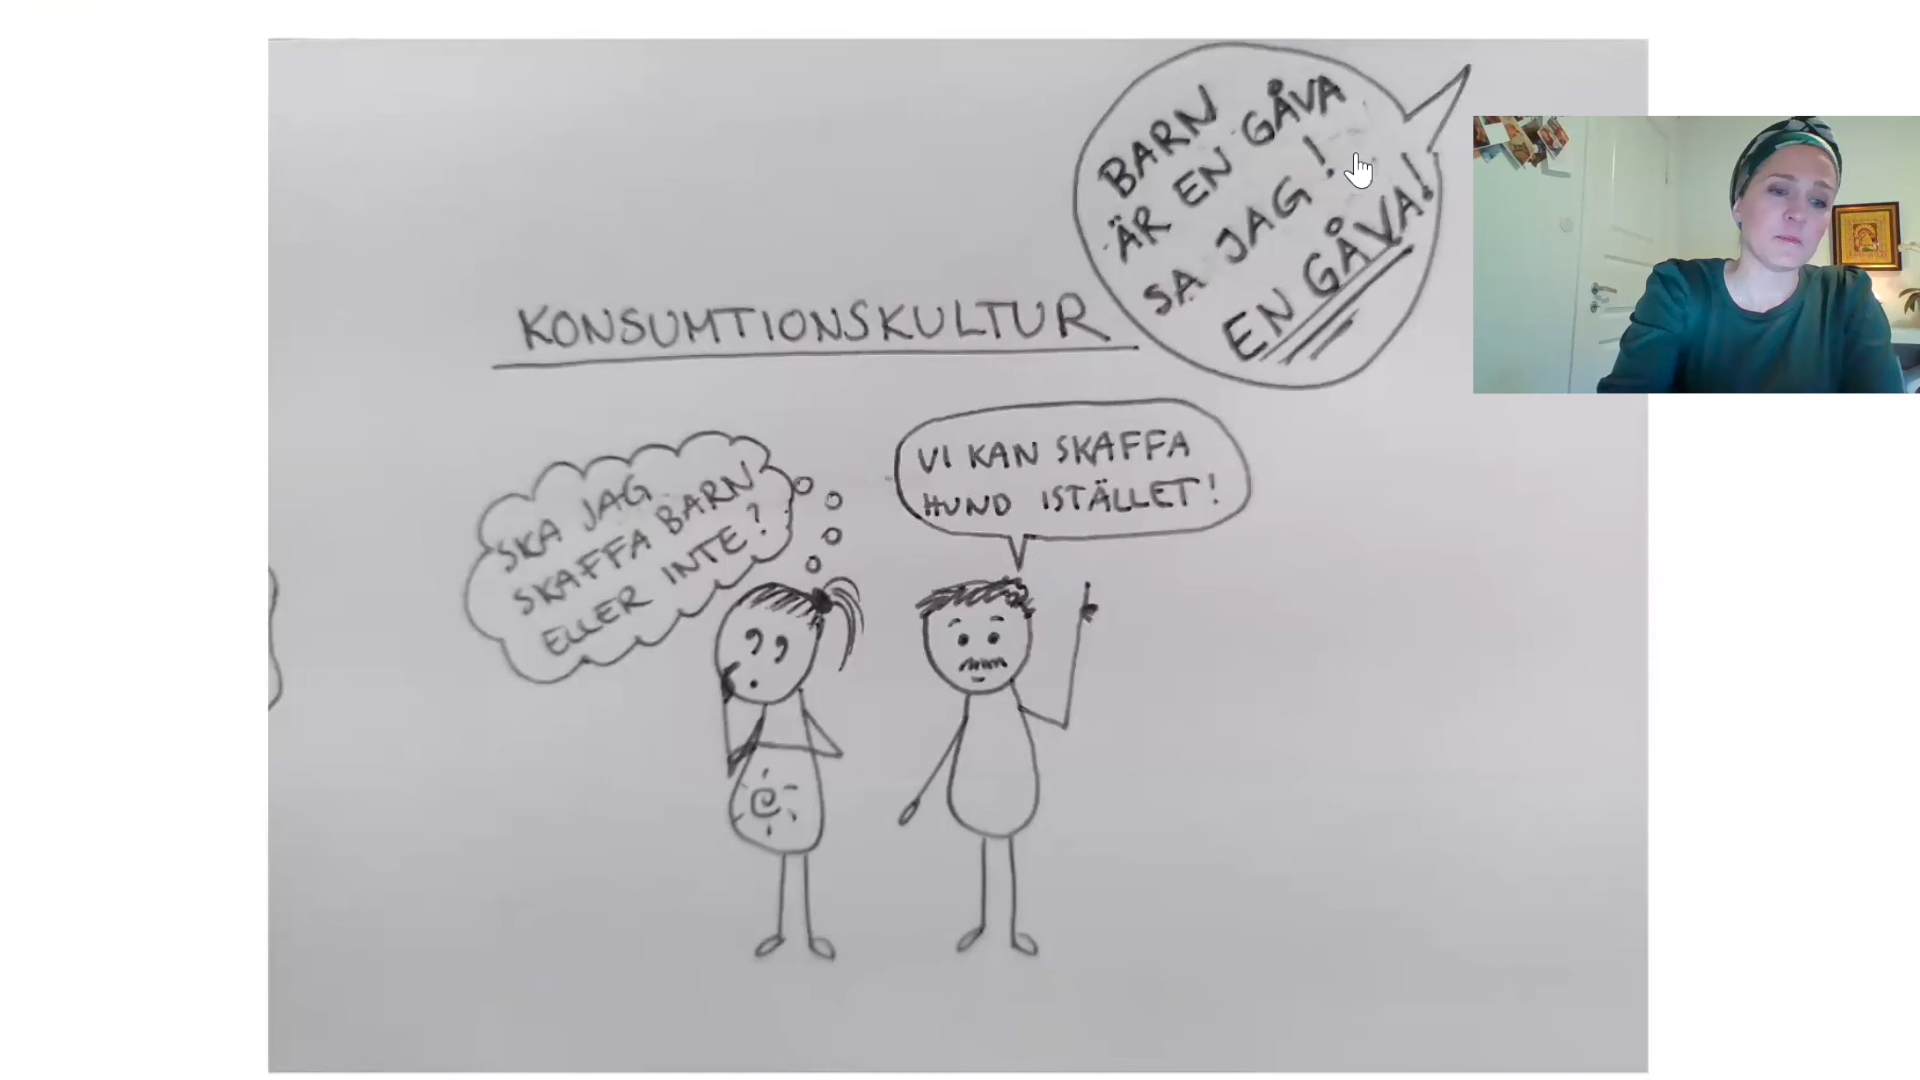 BARN
ÄR EN GÅVA
SA JAG!
EN GÅVA!
KONSUMTIONSKULTUR
SKA JAG
SKAFFA BARN
ELLER INTE?
VI KAN SKAFFA
HUND ISTÄLLET!